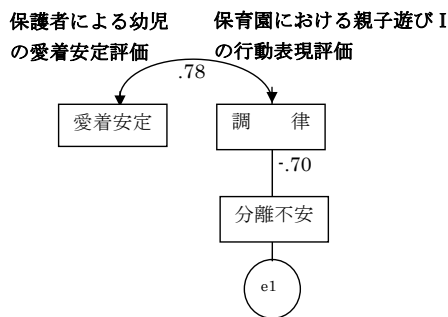 保護者による幼児
の愛着安定評価
保育園における親子遊びⅠ
の行動表現評価
.78
愛着安定
調　律
-.70
分離不安
e1